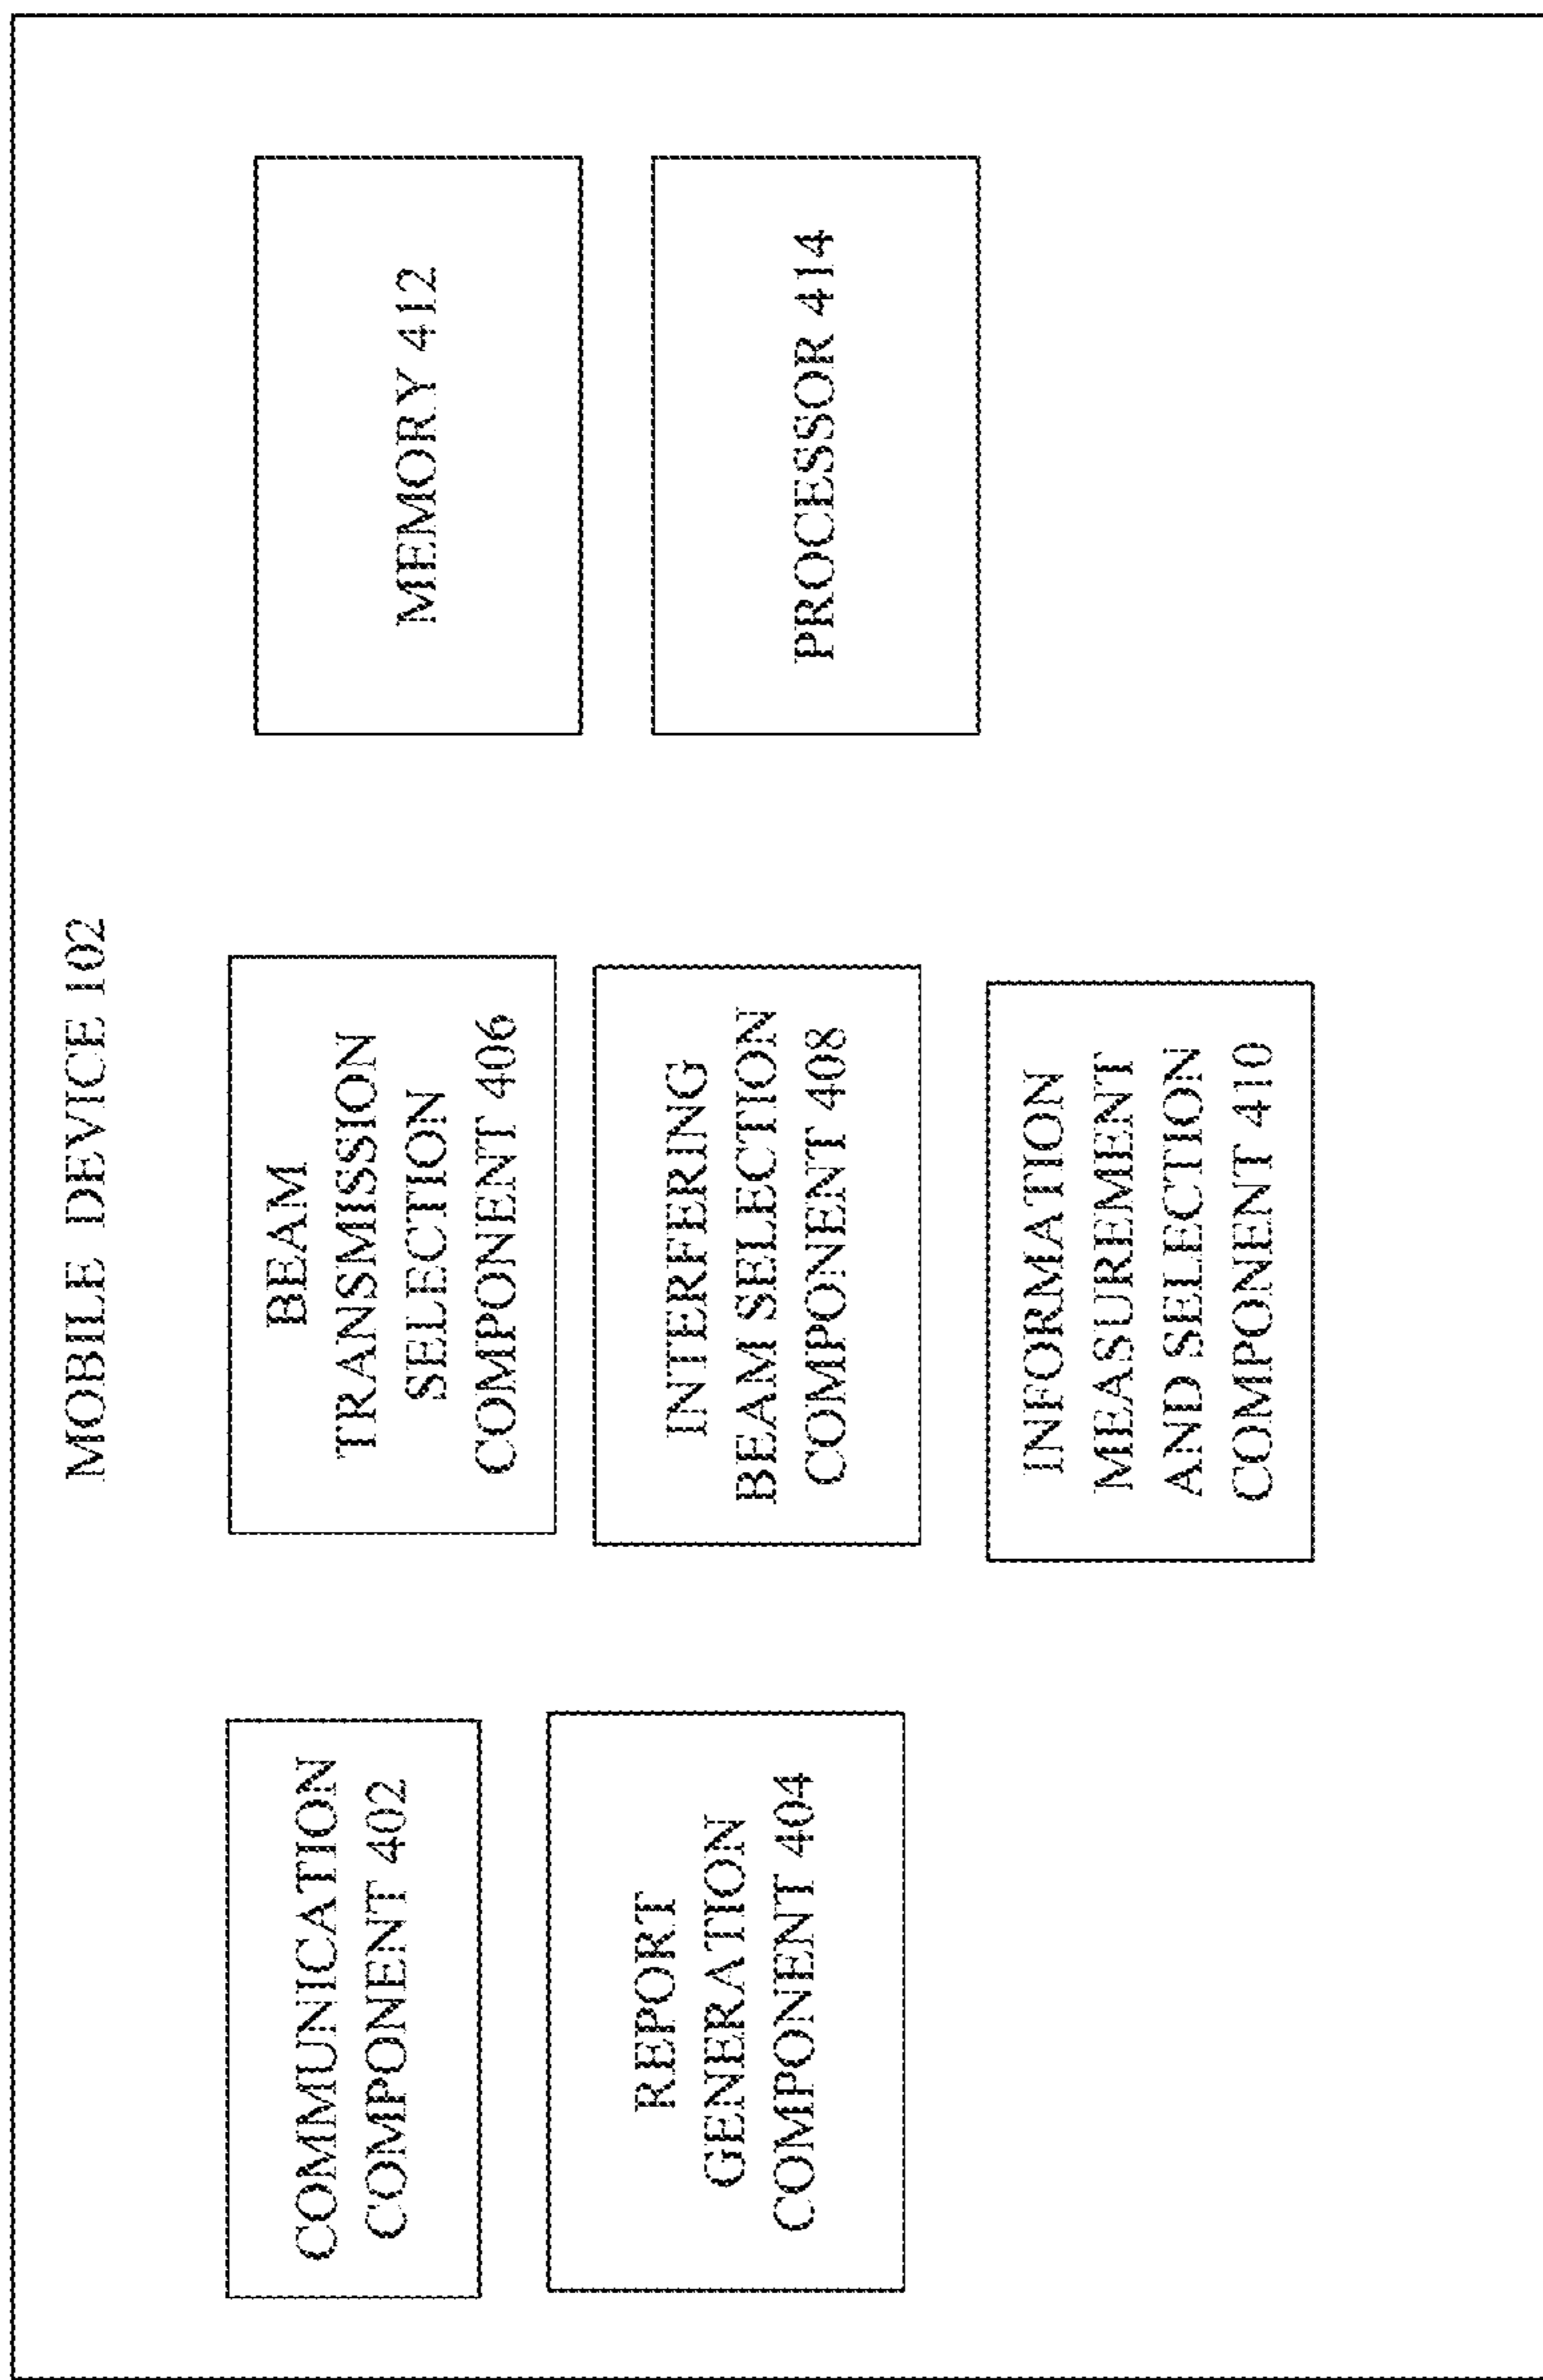 MOBILE DEVICE 102
COMMUNICATION
COMPONENT 402
REPORT
GENERATION
COMPONENT 404
BEAM
TRANSMISSION
SELECTION
COMPONENT 406
INTERFERING
BEAM SELECTION
COMPONENT 408
INFORMATION
MEASUREMENT
AND SELECTION
COMPONENT 410
MEMORY 412
PROCESSOR 414